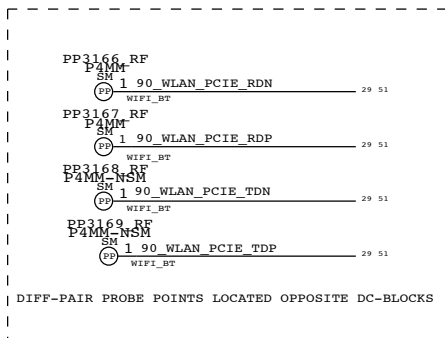 PP3166_RF
P4MM
SM
PP
1 90_WLAN_PCIE_RDN
29 51
WIFI_BT
PP3167_RF
P4MM
SM
PP
1 90_WLAN_PCIE_RDP
29 51
WIFI_BT
PP3168_RF
P4MM-NSM
SM
PP
1 90_WLAN_PCIE_TDN
29 51
WIFI_BT
PP3169_RF
P4MM-NSM
SM
PP
1 90_WLAN_PCIE_TDP
29 51
WIFI_BT
DIFF-PAIR PROBE POINTS LOCATED OPPOSITE DC-BLOCKS